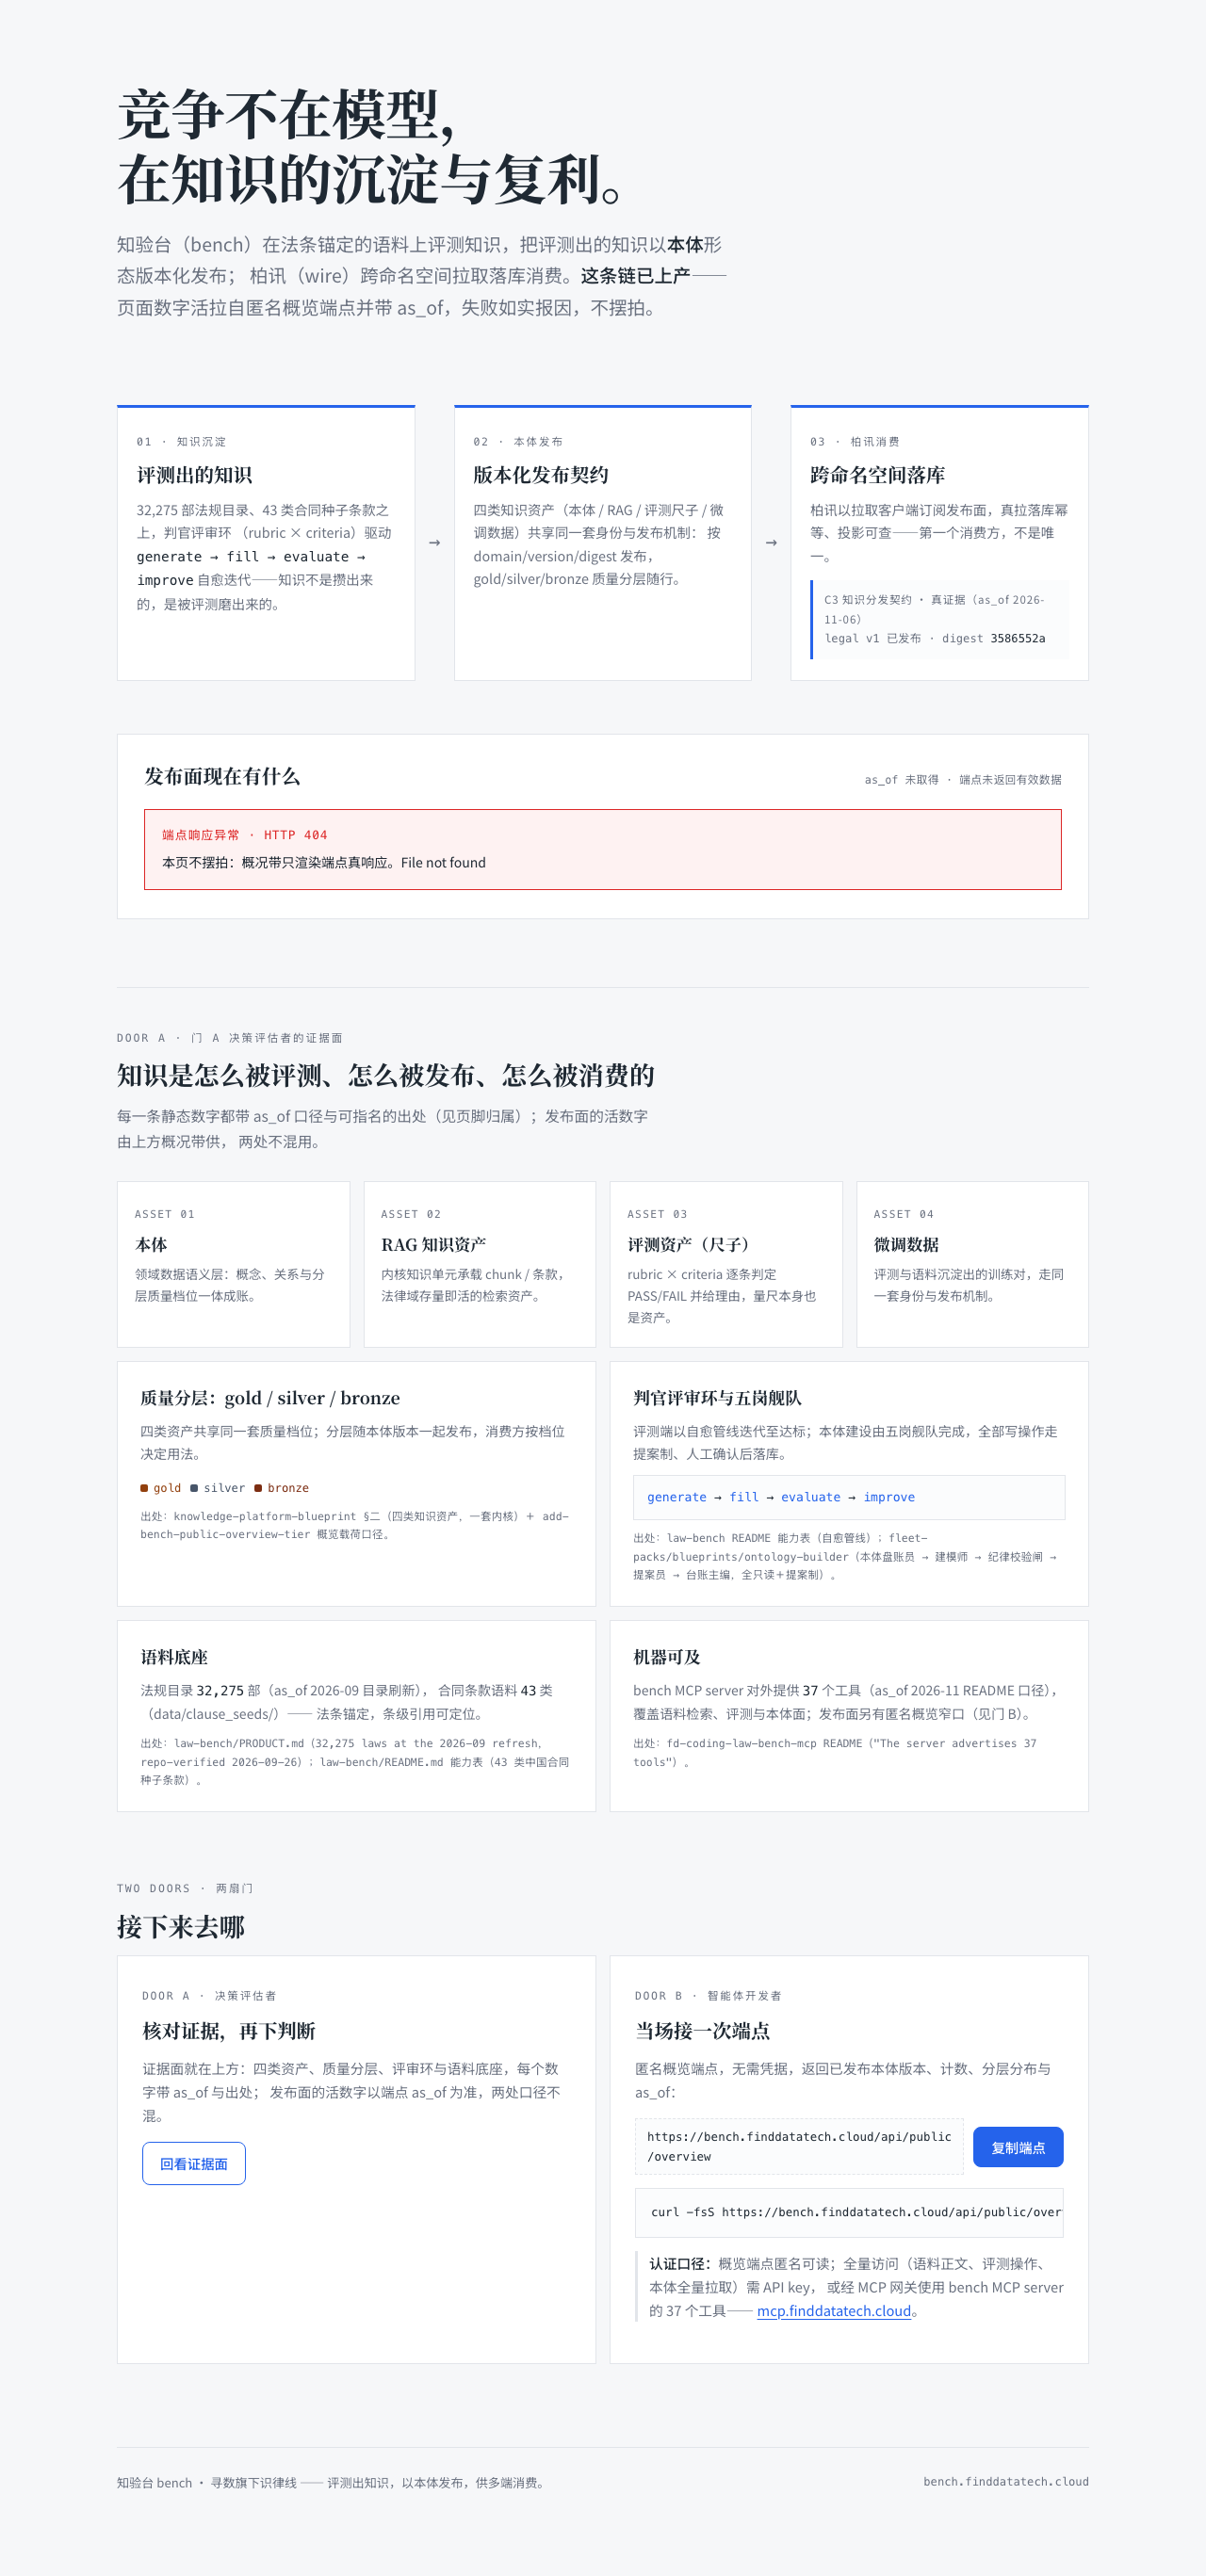 竞争不在模型，
在知识的沉淀与复利。
知验台（bench）在法条锚定的语料上评测知识，把评测出的知识以本体形
态版本化发布； 柏讯（wire）跨命名空间拉取落库消费。这条链已上产——
页面数字活拉自匿名概览端点并带 as_of，失败如实报因，不摆拍。
01 · 知识沉淀
评测出的知识
32,275 部法规目录、43 类合同种子条款之
上，判官评审环 （rubric × criteria）驱动
generate → fill → evaluate →
improve 自愈迭代——知识不是攒出来
的，是被评测磨出来的。
→
02 · 本体发布
版本化发布契约
四类知识资产（本体 / RAG / 评测尺子 / 微
调数据）共享同一套身份与发布机制： 按
domain/version/digest 发布，
gold/silver/bronze 质量分层随行。
→
03 · 柏讯消费
跨命名空间落库
柏讯以拉取客户端订阅发布面，真拉落库幂
等、投影可查——第一个消费方，不是唯
一。
C3 知识分发契约 · 真证据（as_of 2026-
11-06）
legal v1 已发布 · digest 3586552a
发布面现在有什么
as_of 未取得 · 端点未返回有效数据
端点响应异常 · HTTP 404
本页不摆拍：概况带只渲染端点真响应。File not found
DOOR A · 门 A 决策评估者的证据面
知识是怎么被评测、怎么被发布、怎么被消费的
每一条静态数字都带 as_of 口径与可指名的出处（见页脚归属）；发布面的活数字
由上方概况带供， 两处不混用。
ASSET 01
本体
领域数据语义层：概念、关系与分
层质量档位一体成账。
ASSET 02
RAG 知识资产
内核知识单元承载 chunk / 条款，
法律域存量即活的检索资产。
ASSET 03
评测资产（尺子）
rubric × criteria 逐条判定
PASS/FAIL 并给理由，量尺本身也
是资产。
ASSET 04
微调数据
评测与语料沉淀出的训练对，走同
一套身份与发布机制。
质量分层：gold / silver / bronze
四类资产共享同一套质量档位；分层随本体版本一起发布，消费方按档位
决定用法。
gold silver bronze
出处：knowledge-platform-blueprint §二（四类知识资产，一套内核）＋ add-
bench-public-overview-tier 概览载荷口径。
判官评审环与五岗舰队
评测端以自愈管线迭代至达标；本体建设由五岗舰队完成，全部写操作走
提案制、人工确认后落库。
generate → fill → evaluate → improve
出处：law-bench README 能力表（自愈管线）；fleet-
packs/blueprints/ontology-builder（本体盘账员 → 建模师 → 纪律校验闸 →
提案员 → 台账主编，全只读＋提案制）。
语料底座
法规目录 32,275 部（as_of 2026-09 目录刷新）， 合同条款语料 43 类
（data/clause_seeds/）—— 法条锚定，条级引用可定位。
出处：law-bench/PRODUCT.md（32,275 laws at the 2026-09 refresh，
repo-verified 2026-09-26）；law-bench/README.md 能力表（43 类中国合同
种子条款）。
机器可及
bench MCP server 对外提供 37 个工具（as_of 2026-11 README 口径），
覆盖语料检索、评测与本体面；发布面另有匿名概览窄口（见门 B）。
出处：fd-coding-law-bench-mcp README（"The server advertises 37
tools"）。
TWO DOORS · 两扇门
接下来去哪
DOOR A · 决策评估者
核对证据，再下判断
证据面就在上方：四类资产、质量分层、评审环与语料底座，每个数
字带 as_of 与出处； 发布面的活数字以端点 as_of 为准，两处口径不
混。
回看证据面
DOOR B · 智能体开发者
当场接一次端点
匿名概览端点，无需凭据，返回已发布本体版本、计数、分层分布与
as_of：
https://bench.finddatatech.cloud/api/public
/overview
复制端点
curl -fsS https://bench.finddatatech.cloud/api/public/over
认证口径：概览端点匿名可读；全量访问（语料正文、评测操作、
本体全量拉取）需 API key， 或经 MCP 网关使用 bench MCP server
的 37 个工具—— mcp.finddatatech.cloud。
知验台 bench · 寻数旗下识律线 —— 评测出知识，以本体发布，供多端消费。
bench.finddatatech.cloud